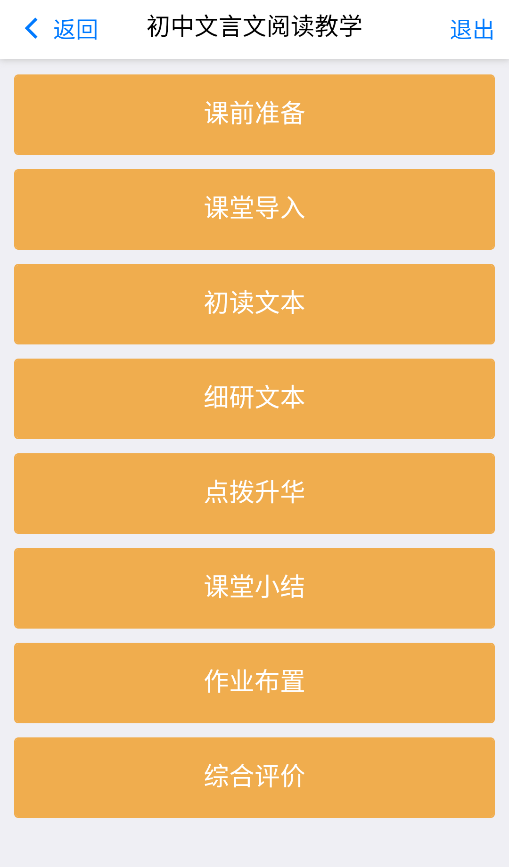 返回 初中文言文阅读教学 退出
课前准备
课堂导入
初读文本
细研文本
点拨升华
课堂小结
作业布置
综合评价